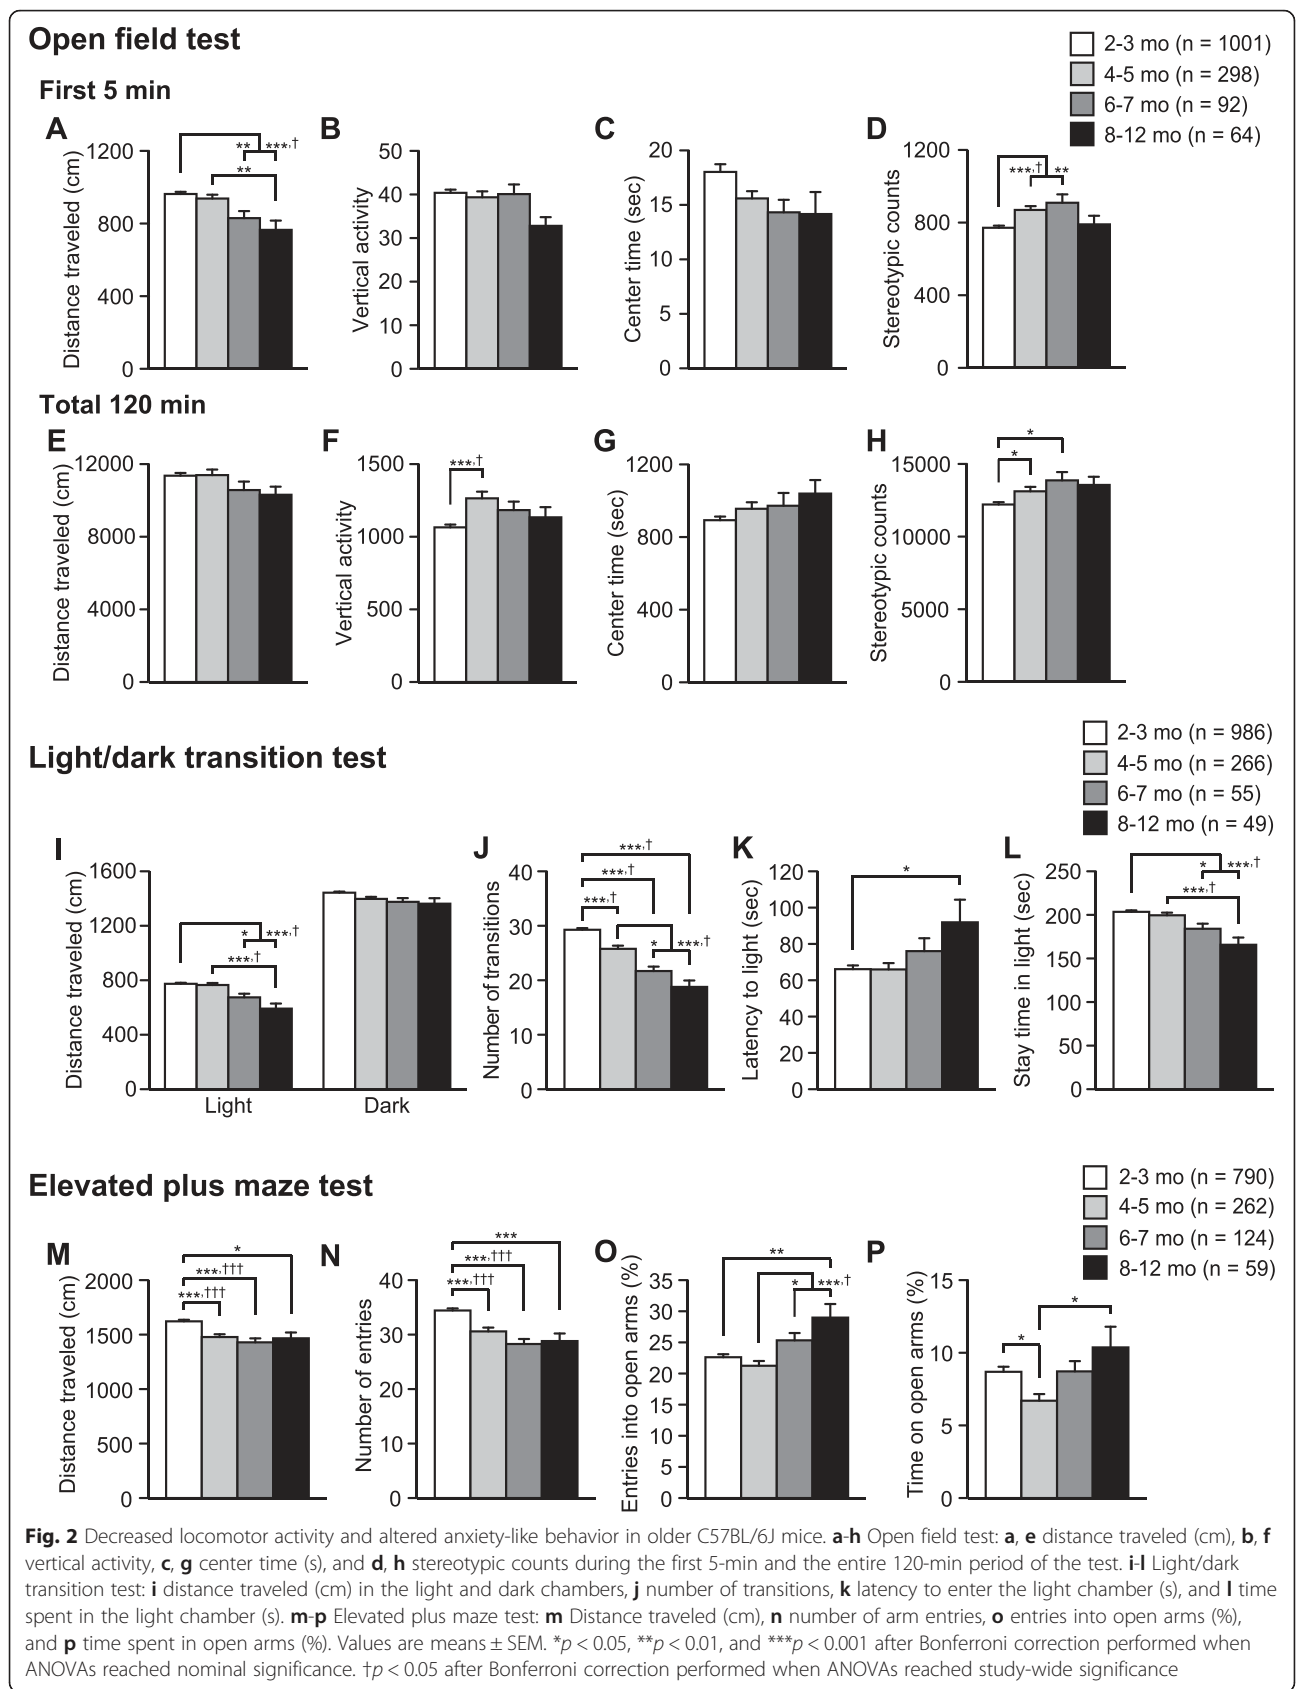 Open field test
2-3 mo (n = 1001)
4-5 mo (n = 298)
6-7 mo (n = 92)
8-12 mo (n = 64)
First 5 min
A
Distance traveled (cm)
1200
800
400
0
** ***,†
**
B
Vertical activity
50
40
30
20
10
0
C
Center time (sec)
20
15
10
5
0
D
Stereotypic counts
1200
800
400
0
***,† **
Total 120 min
E
Distance traveled (cm)
12000
8000
4000
0
F
Vertical activity
1500
1000
500
0
***,†
G
Center time (sec)
1200
800
400
0
H
Stereotypic counts
15000
10000
5000
0
*
*
Light/dark transition test
2-3 mo (n = 986)
4-5 mo (n = 266)
6-7 mo (n = 55)
8-12 mo (n = 49)
I
Distance traveled (cm)
1600
1200
800
400
0
* ***,†
***,†
Light
Dark
J
Number of transitions
40
30
20
10
0
***,†
***,†
***,†
* ***,†
K
Latency to light (sec)
120
100
80
60
40
20
0
*
L
Stay time in light (sec)
250
200
150
100
50
0
* ***,†
***,†
Elevated plus maze test
2-3 mo (n = 790)
4-5 mo (n = 262)
6-7 mo (n = 124)
8-12 mo (n = 59)
M
Distance traveled (cm)
2000
1500
1000
500
0
*
***,†††
***,†††
N
Number of entries
40
30
20
10
0
***
***,†††
***,†††
O
Entries into open arms (%)
35
30
25
20
15
10
5
0
**
* ***,†
P
Time on open arms (%)
15
10
5
0
*
*
Fig. 2 Decreased locomotor activity and altered anxiety-like behavior in older C57BL/6J mice. a-h Open field test: a, e distance traveled (cm), b, f
vertical activity, c, g center time (s), and d, h stereotypic counts during the first 5-min and the entire 120-min period of the test. i-l Light/dark
transition test: i distance traveled (cm) in the light and dark chambers, j number of transitions, k latency to enter the light chamber (s), and l time
spent in the light chamber (s). m-p Elevated plus maze test: m Distance traveled (cm), n number of arm entries, o entries into open arms (%),
and p time spent in open arms (%). Values are means ± SEM. *p < 0.05, **p < 0.01, and ***p < 0.001 after Bonferroni correction performed when
ANOVAs reached nominal significance. †p < 0.05 after Bonferroni correction performed when ANOVAs reached study-wide significance